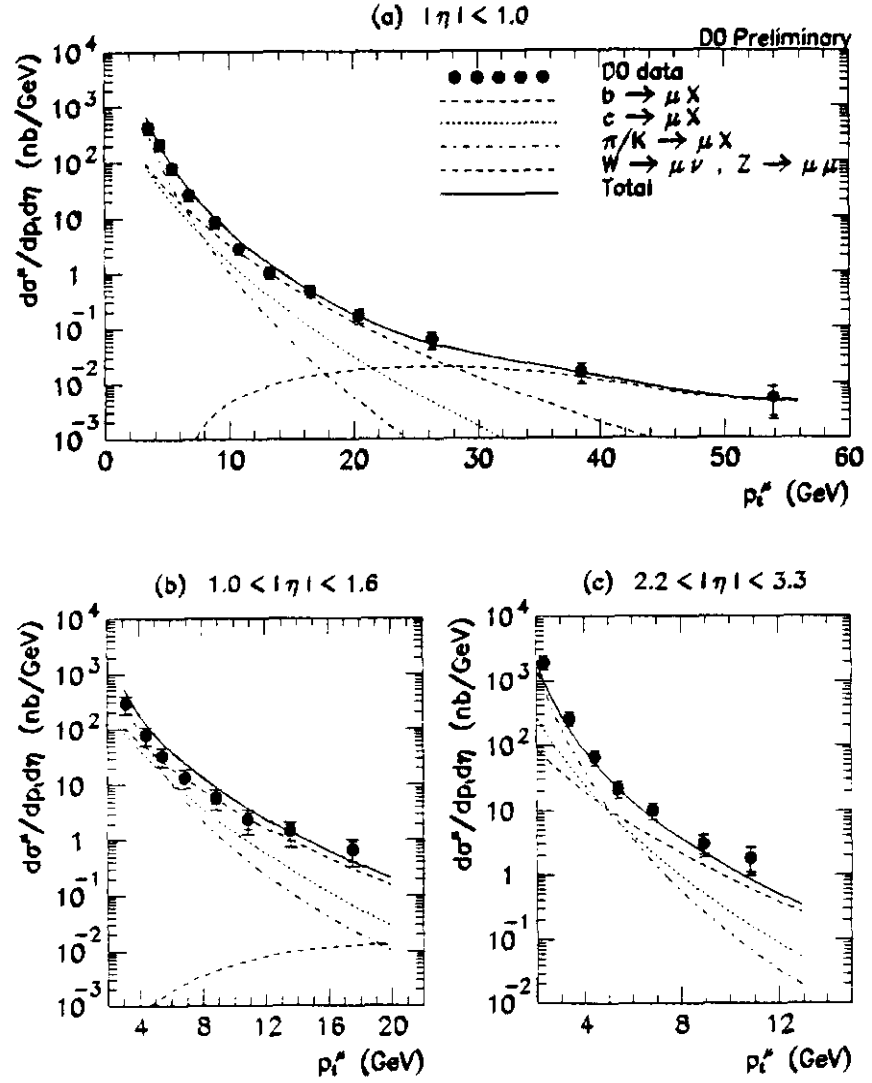 (a) | η | < 1.0
D0 Preliminary
D0 data
b → μ X
c → μ X
π/K → μ X
W → μ ν , Z → μ μ
Total
dσ^μ/dp_t dη (nb/GeV)
10^4
10^3
10^2
10
1
10^-1
10^-2
10^-3
0 10 20 30 40 50 60
p_t^μ (GeV)
(b) 1.0 < | η | < 1.6
dσ^μ/dp_t dη (nb/GeV)
10^4
10^3
10^2
10
1
10^-1
10^-2
10^-3
4 8 12 16 20
p_t^μ (GeV)
(c) 2.2 < | η | < 3.3
dσ^μ/dp_t dη (nb/GeV)
10^4
10^3
10^2
10
1
10^-1
10^-2
4 8 12
p_t^μ (GeV)